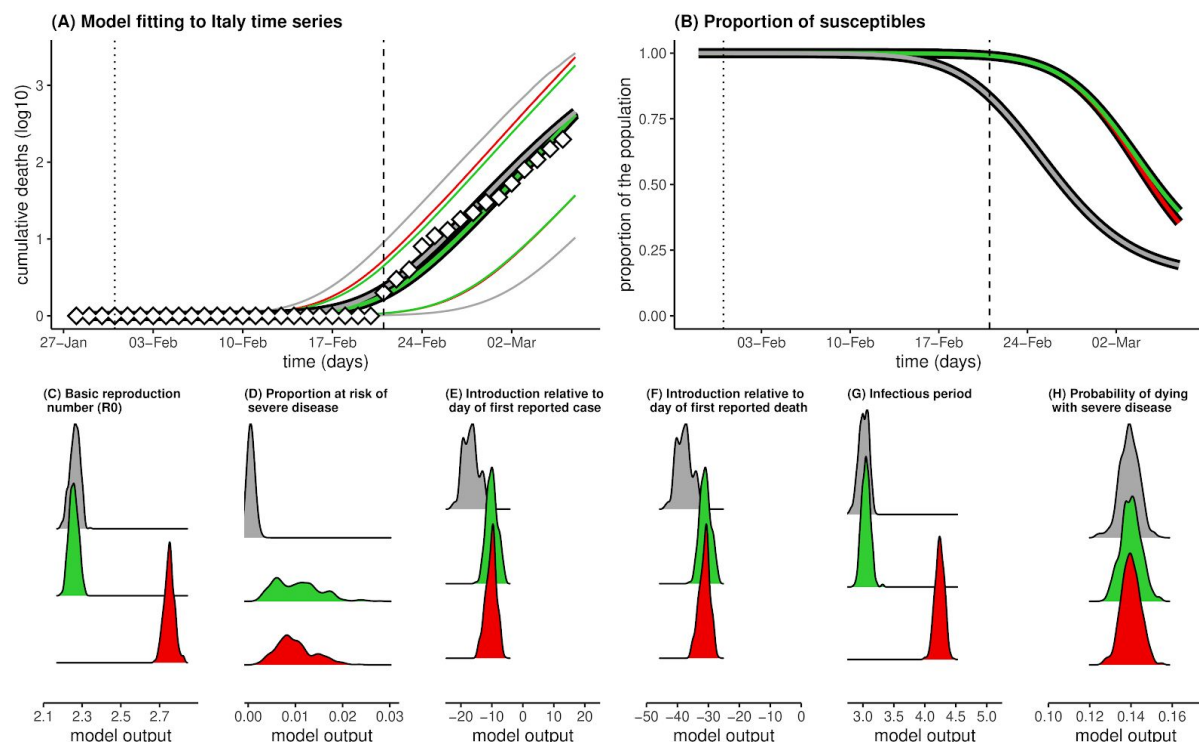 (A) Model fitting to Italy time series
cumulative deaths (log10)
3
2
1
0
27−Jan 03−Feb 10−Feb 17−Feb 24−Feb 02−Mar
time (days)
(B) Proportion of susceptibles
proportion of the population
1.00
0.75
0.50
0.25
0.00
03−Feb 10−Feb 17−Feb 24−Feb 02−Mar
time (days)
(C) Basic reproduction
number (R0)
2.1 2.3 2.5 2.7
model output
(D) Proportion at risk of
severe disease
0.00 0.01 0.02 0.03
model output
(E) Introduction relative to
day of first reported case
−20 −10 0 10 20
model output
(F) Introduction relative to
day of first reported death
−50 −40 −30 −20 −10 0
model output
(G) Infectious period
3.0 3.5 4.0 4.5 5.0
model output
(H) Probability of dying
with severe disease
0.10 0.12 0.14 0.16
model output